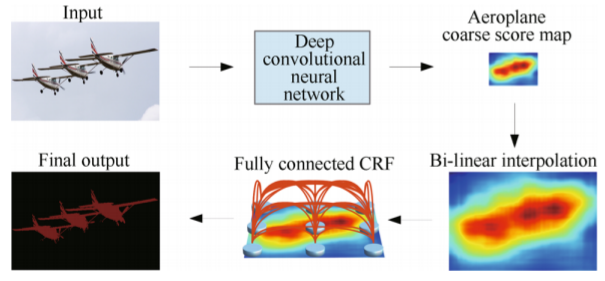 Input
Deep
convolutional
neural
network
Aeroplane
coarse score map
Final output
Fully connected CRF
Bi-linear interpolation